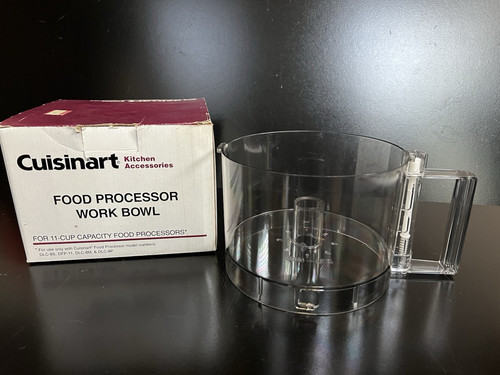 Cuisinart Kitchen Accessories
FOOD PROCESSOR
WORK BOWL
FOR 11-CUP CAPACITY FOOD PROCESSORS*
* For use only with Cuisinart Food Processor model numbers
DLC-8S, DFP-11, DLC-8M, & DLC-8F